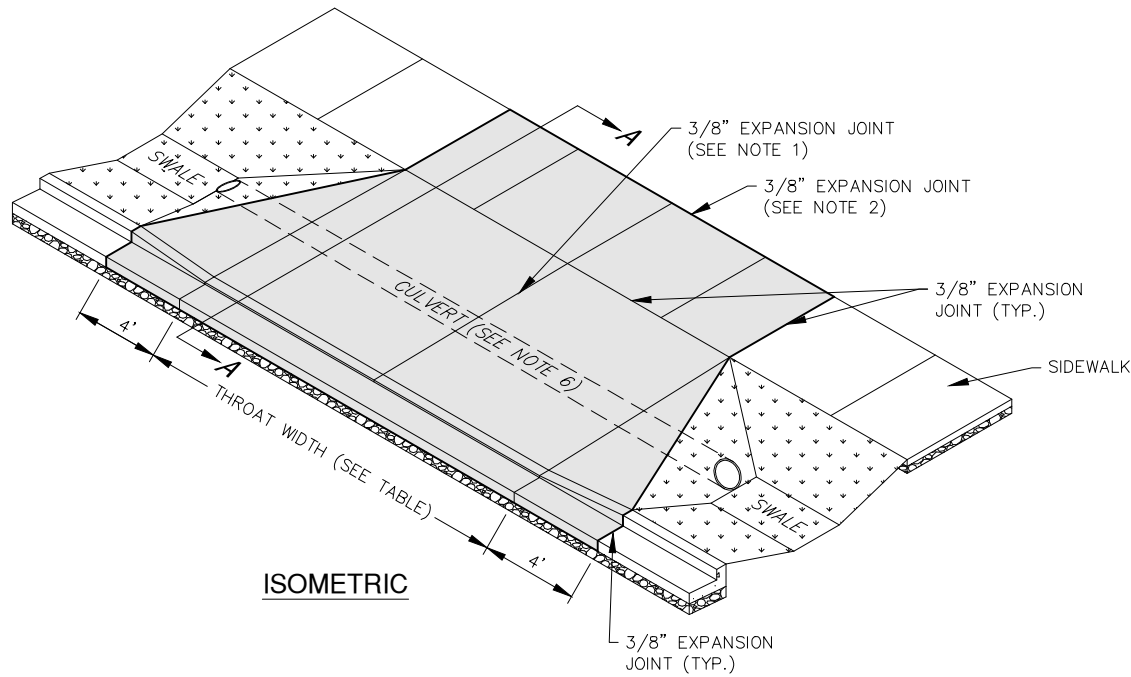 A
3/8” EXPANSION JOINT
(SEE NOTE 1)
3/8” EXPANSION JOINT
(SEE NOTE 2)
SWALE
CULVERT (SEE NOTE 6)
3/8” EXPANSION
JOINT (TYP.)
SIDEWALK
4’
A
THROAT WIDTH (SEE TABLE)
4’
SWALE
ISOMETRIC
3/8” EXPANSION
JOINT (TYP.)